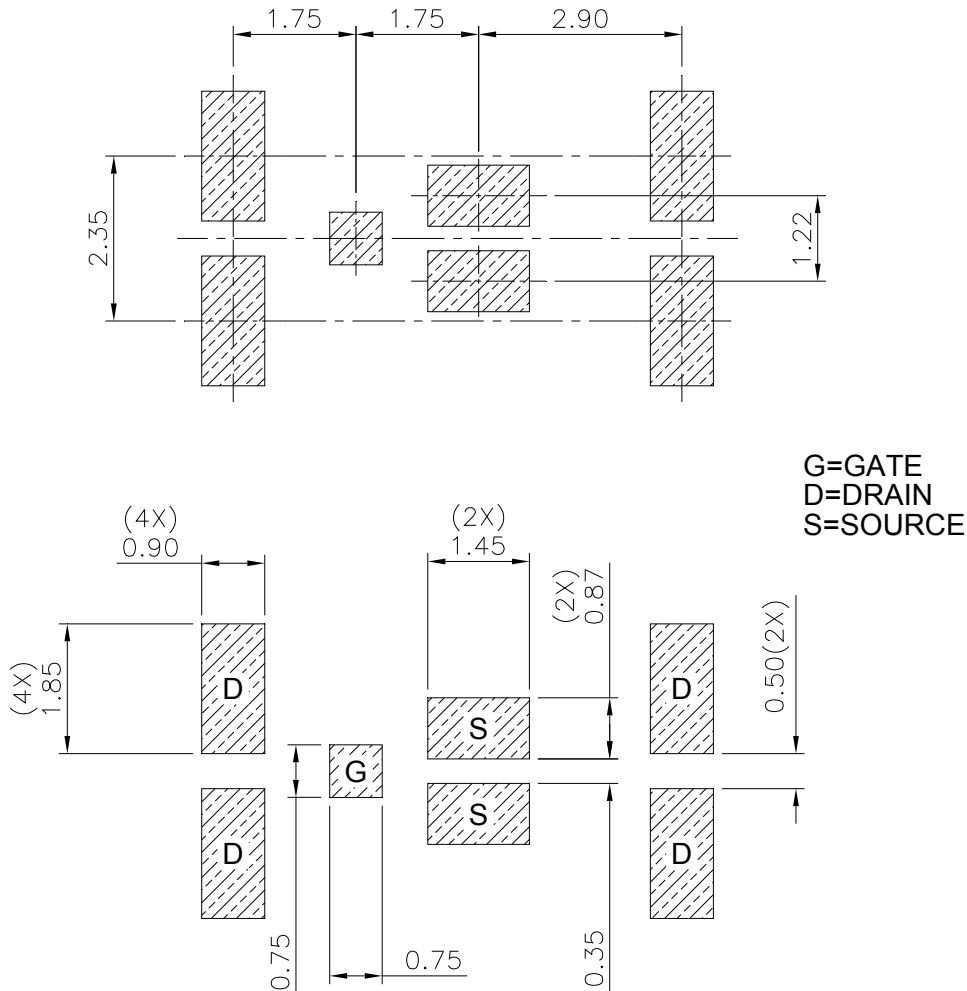 1.75
1.75
2.90
2.35
1.22
G=GATE
D=DRAIN
S=SOURCE
(4X)
0.90
(2X)
1.45
(2X)
0.87
0.50(2X)
(4X)
1.85
D
S
D
G
S
D
D
0.75
0.75
0.35